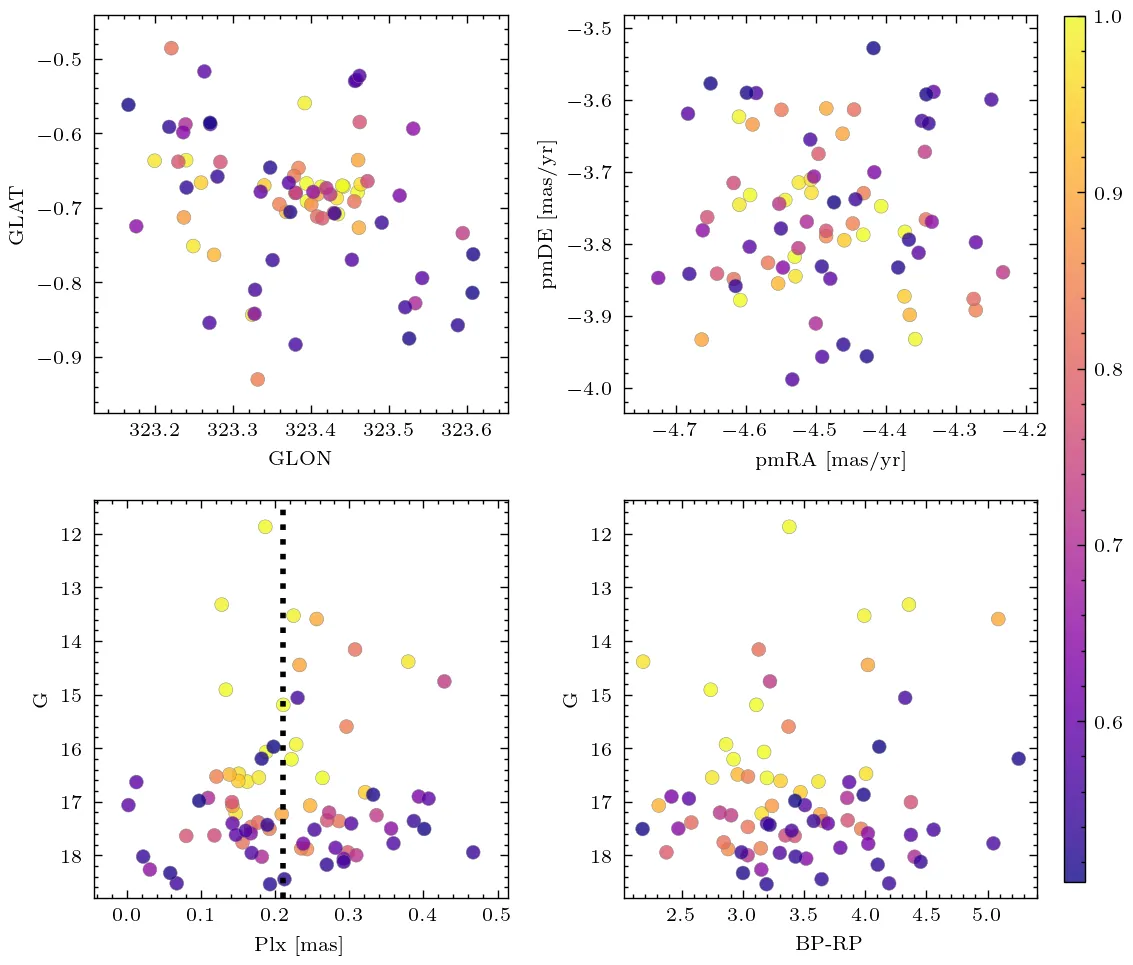 −0.5
−0.6
−0.7
−0.8
−0.9
GLAT
323.2 323.3 323.4 323.5 323.6
GLON
−3.5
−3.6
−3.7
−3.8
−3.9
−4.0
pmDE [mas/yr]
−4.7 −4.6 −4.5 −4.4 −4.3 −4.2
pmRA [mas/yr]
12
13
14
15
16
17
18
G
0.0 0.1 0.2 0.3 0.4 0.5
Plx [mas]
12
13
14
15
16
17
18
G
2.5 3.0 3.5 4.0 4.5 5.0
BP-RP
1.0
0.9
0.8
0.7
0.6